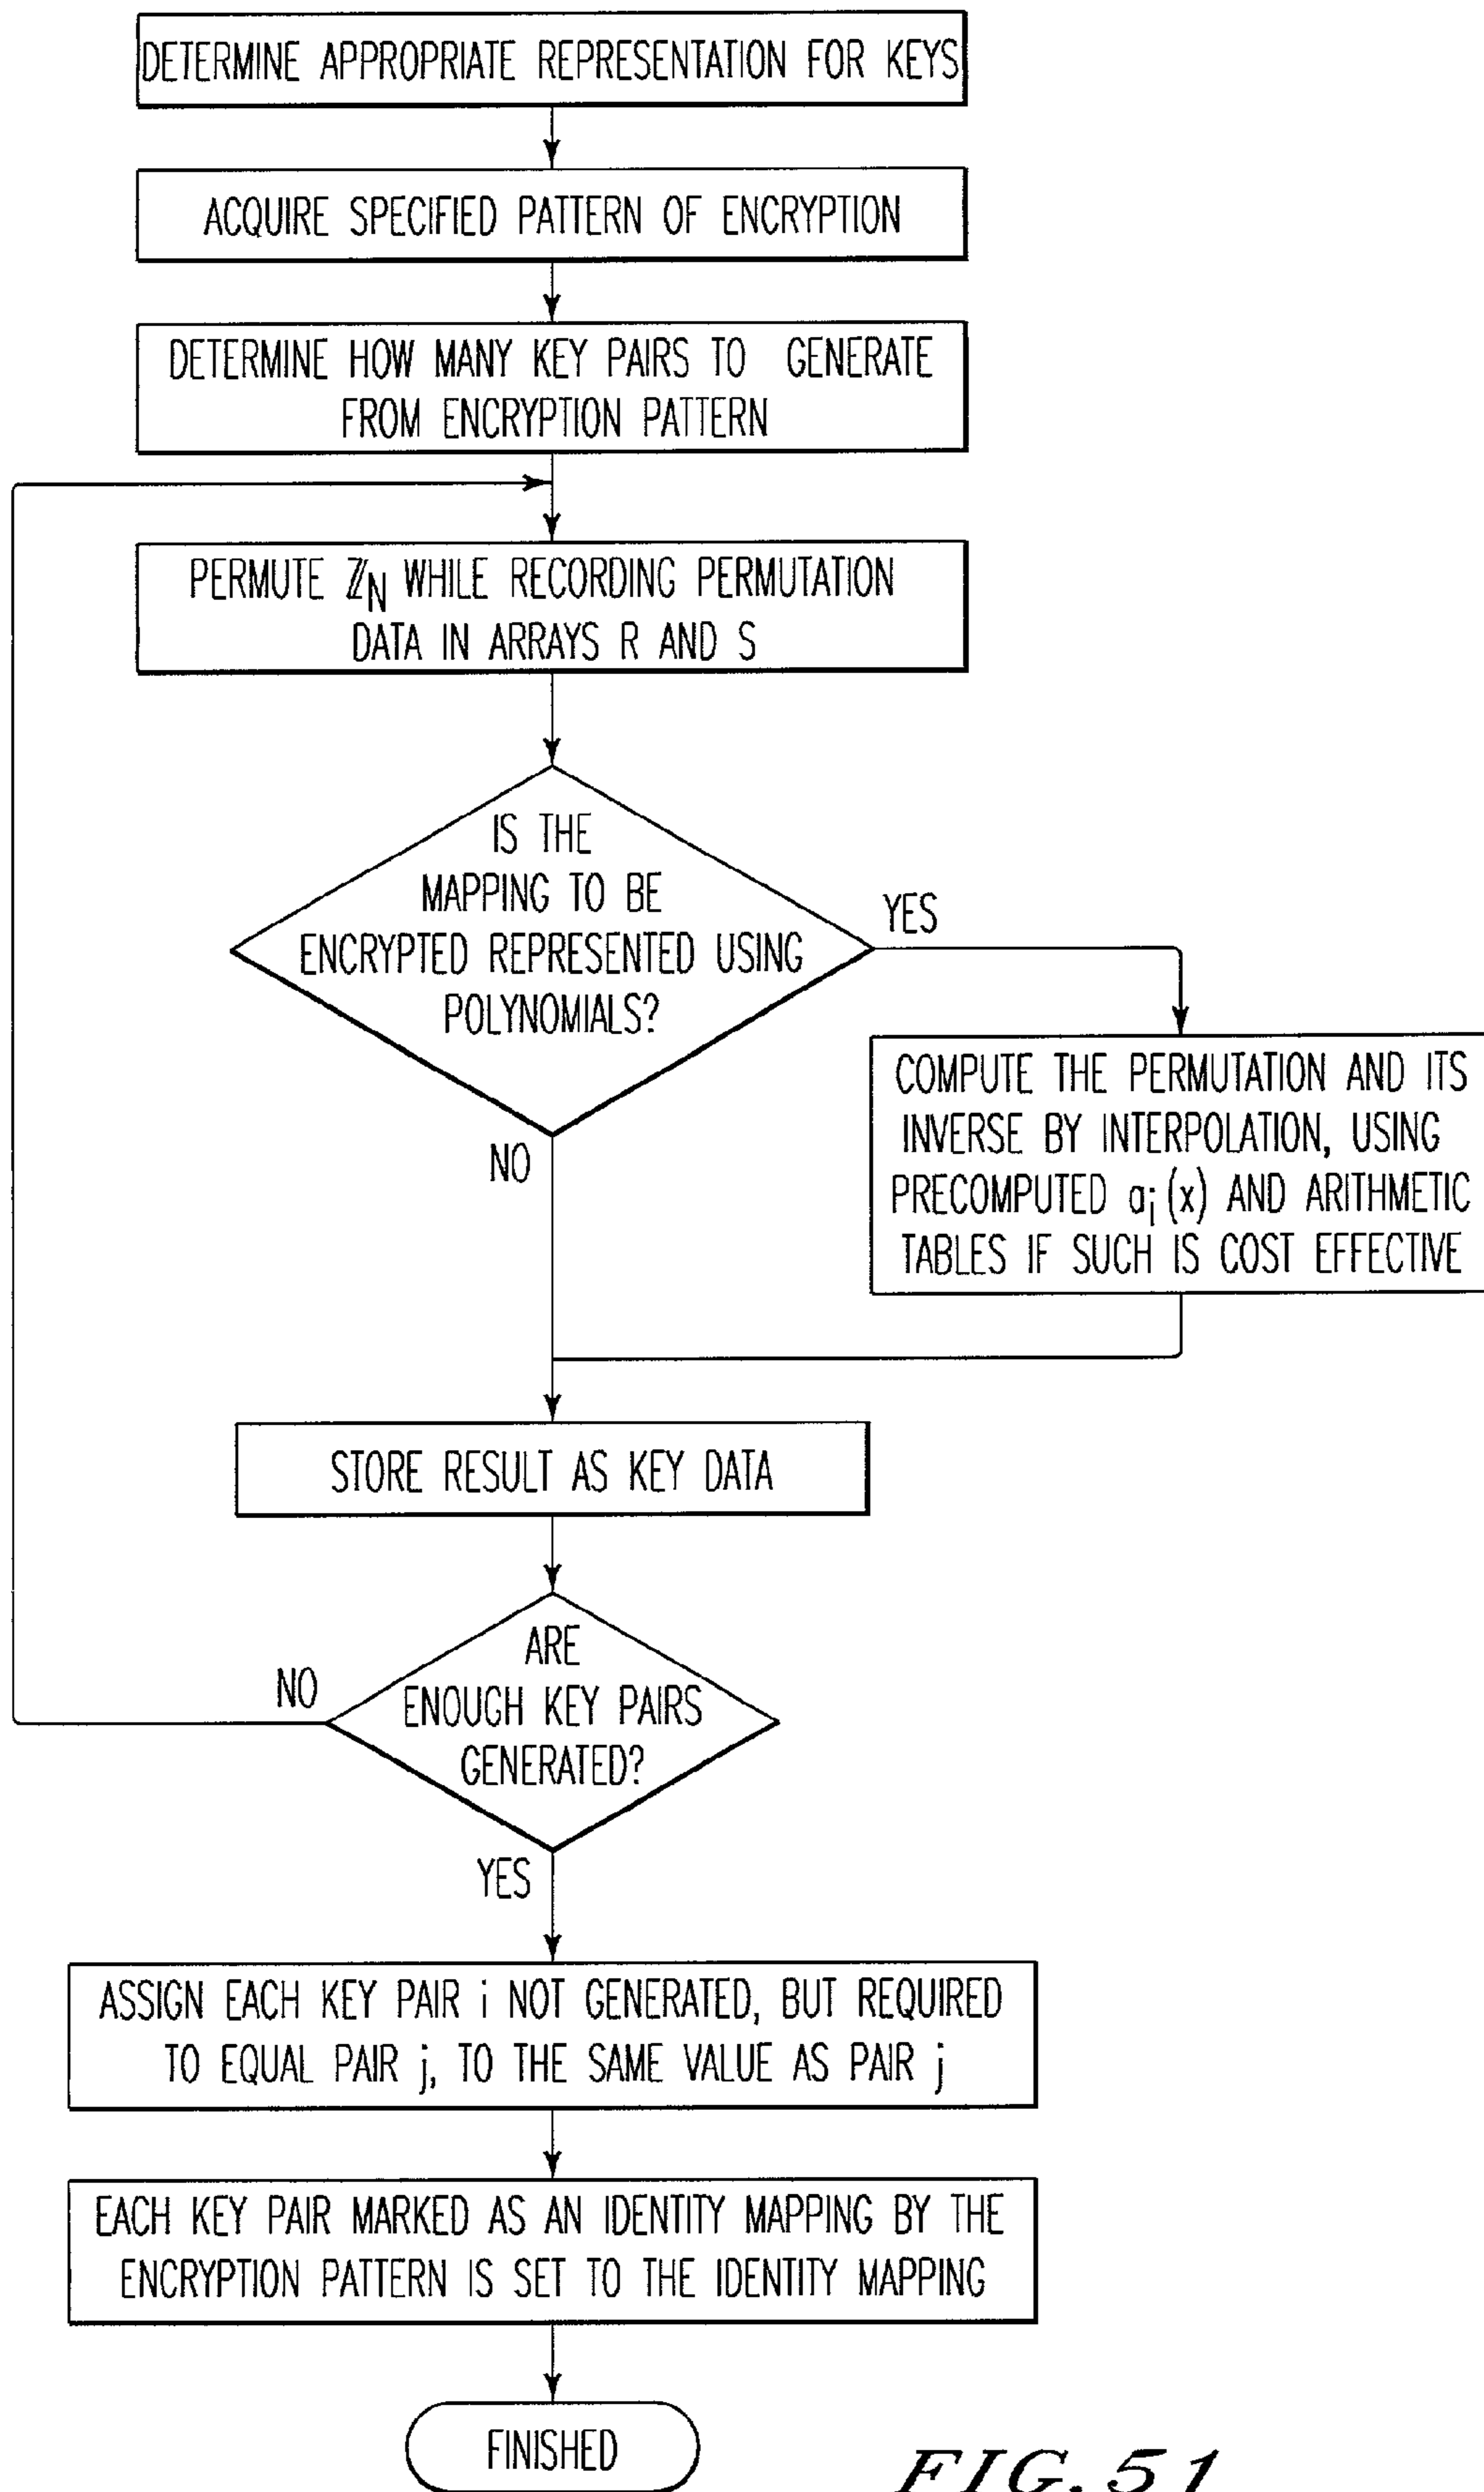 DETERMINE APPROPRIATE REPRESENTATION FOR KEYS
ACQUIRE SPECIFIED PATTERN OF ENCRYPTION
DETERMINE HOW MANY KEY PAIRS TO GENERATE
FROM ENCRYPTION PATTERN
PERMUTE ℤN WHILE RECORDING PERMUTATION
DATA IN ARRAYS R AND S
IS THE
MAPPING TO BE
ENCRYPTED REPRESENTED USING
POLYNOMIALS?
YES
NO
COMPUTE THE PERMUTATION AND ITS
INVERSE BY INTERPOLATION, USING
PRECOMPUTED ai(x) AND ARITHMETIC
TABLES IF SUCH IS COST EFFECTIVE
STORE RESULT AS KEY DATA
ARE
ENOUGH KEY PAIRS
GENERATED?
NO
YES
ASSIGN EACH KEY PAIR i NOT GENERATED, BUT REQUIRED
TO EQUAL PAIR j, TO THE SAME VALUE AS PAIR j
EACH KEY PAIR MARKED AS AN IDENTITY MAPPING BY THE
ENCRYPTION PATTERN IS SET TO THE IDENTITY MAPPING
FINISHED
FIG.51